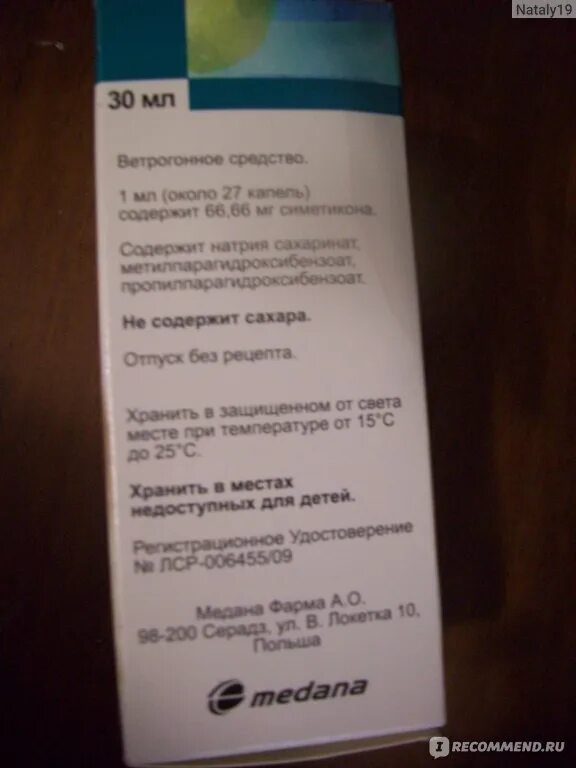 Nataly19
30 мл
Ветрогонное средство.
1 мл (около 27 капель)
содержит 66,66 мг симетикона.
Содержит натрия сахаринат,
метилпарагидроксибензоат,
пропилпарагидроксибензоат.
Не содержит сахара.
Отпуск без рецепта.
Хранить в защищенном от света
месте при температуре от 15°С
до 25°С.
Хранить в местах
недоступных для детей.
Регистрационное Удостоверение
№ ЛСР-006455/09
Медана Фарма А.О.
98-200 Серадз, ул. В. Локетка 10,
Польша
medana
IRECOMMEND.RU